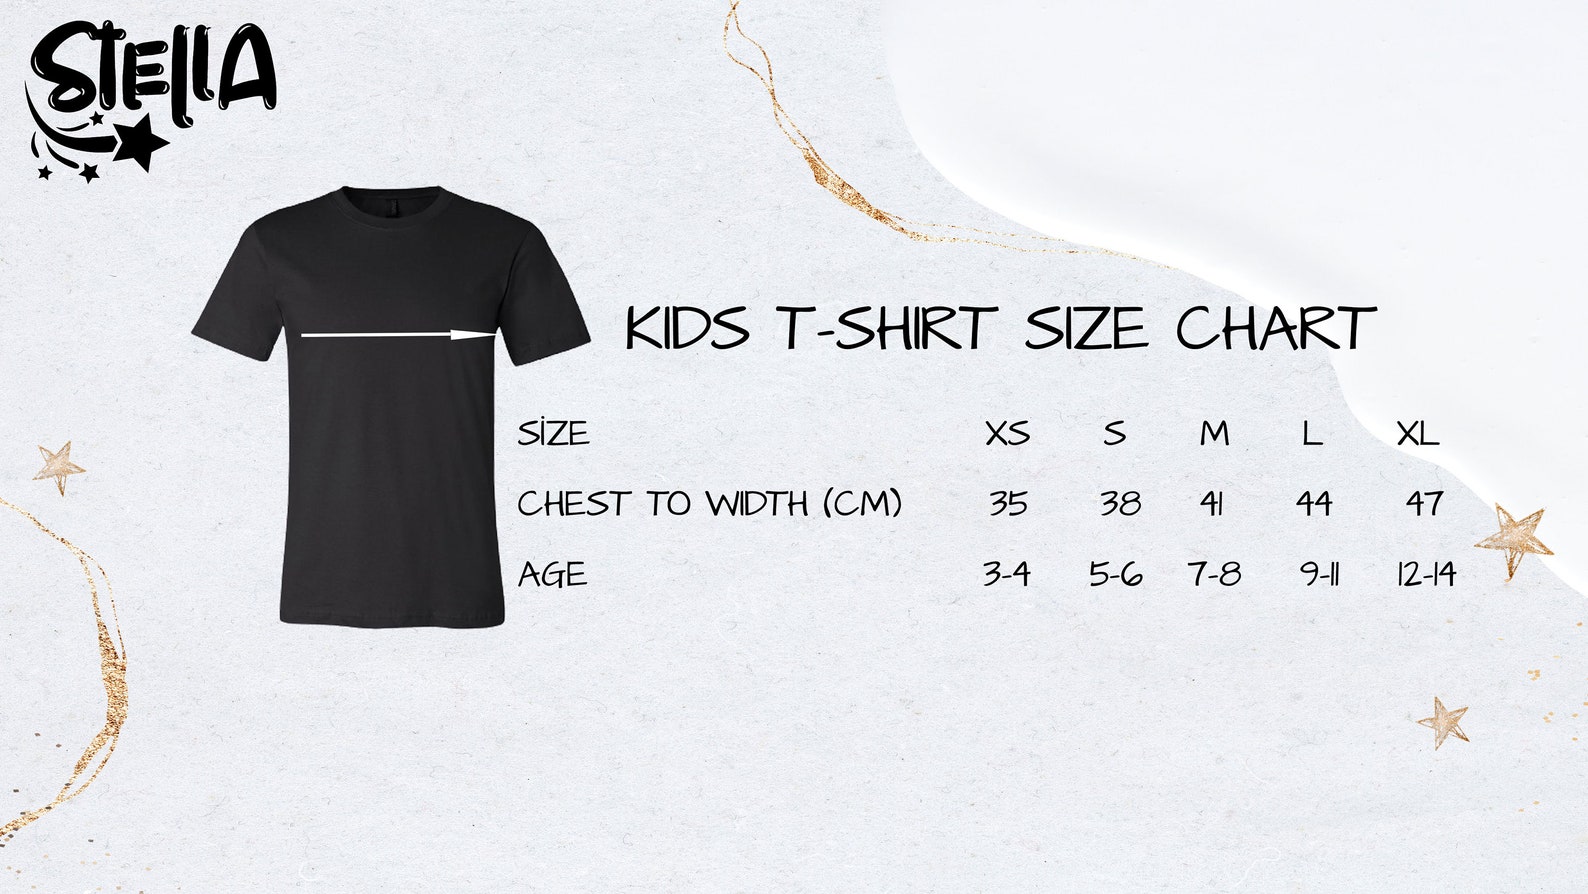 STELLA
KIDS T-SHIRT SIZE CHART
SİZE XS S M L XL
CHEST TO WIDTH (CM) 35 38 41 44 47
AGE 3-4 5-6 7-8 9-11 12-14